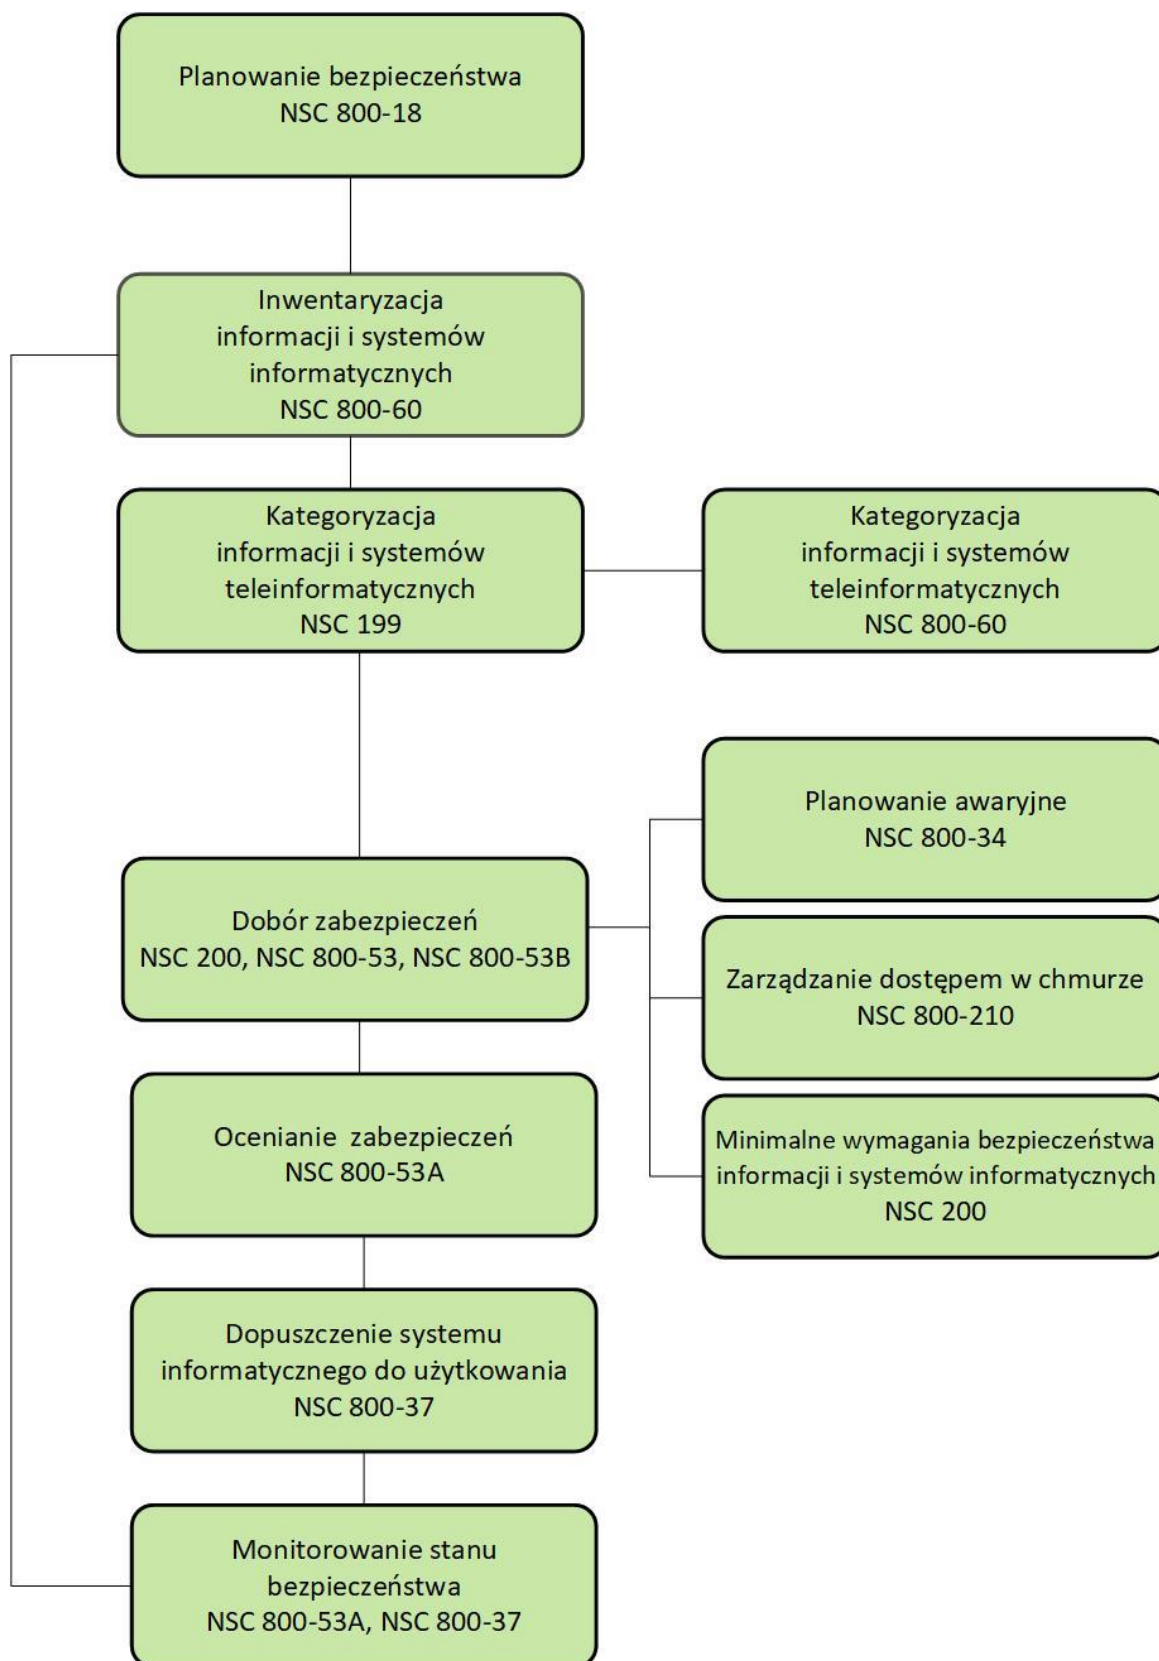 Planowanie bezpieczeństwa
NSC 800-18
Inwentaryzacja
informacji i systemów
informatycznych
NSC 800-60
Kategoryzacja
informacji i systemów
teleinformatycznych
NSC 199
Kategoryzacja
informacji i systemów
teleinformatycznych
NSC 800-60
Planowanie awaryjne
NSC 800-34
Dobór zabezpieczeń
NSC 200, NSC 800-53, NSC 800-53B
Zarządzanie dostępem w chmurze
NSC 800-210
Ocenianie  zabezpieczeń
NSC 800-53A
Minimalne wymagania bezpieczeństwa
informacji i systemów informatycznych
NSC 200
Dopuszczenie systemu
informatycznego do użytkowania
NSC 800-37
Monitorowanie stanu
bezpieczeństwa
NSC 800-53A, NSC 800-37